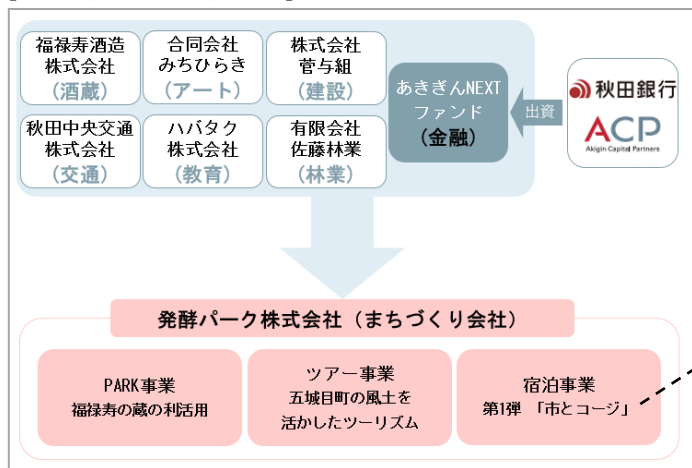 福禄寿酒造
株式会社
（酒蔵）
合同会社
みちひらき
（アート）
株式会社
菅与組
（建設）
秋田中央交通
株式会社
（交通）
ハバタク
株式会社
（教育）
有限会社
佐藤林業
（林業）
あきぎんNEXT
ファンド
（金融）
出資
秋田銀行
ACP
Akigin Capital Partners
発酵パーク株式会社（まちづくり会社）
PARK事業
福禄寿の蔵の利活用
ツアー事業
五城目町の風土を
活かしたツーリズム
宿泊事業
第1弾 「市とコージ」